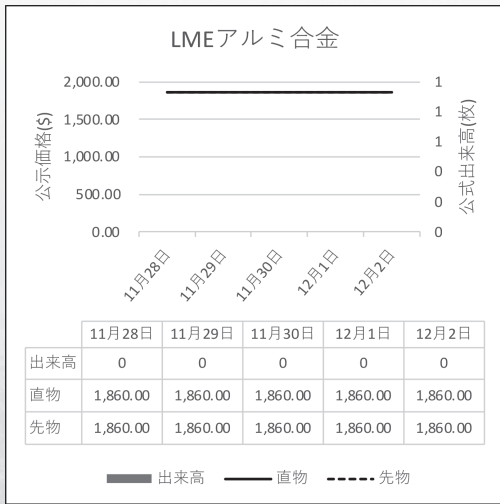 LMEアルミ合金
公示価格($)
2,000.00
1,500.00
1,000.00
500.00
0.00
1
1
1
0
0
0
公式出来高(枚)
11月28日
11月29日
11月30日
12月1日
12月2日
11月28日 11月29日 11月30日 12月1日 12月2日
出来高 0 0 0 0 0
直物 1,860.00 1,860.00 1,860.00 1,860.00 1,860.00
先物 1,860.00 1,860.00 1,860.00 1,860.00 1,860.00
出来高 直物 先物